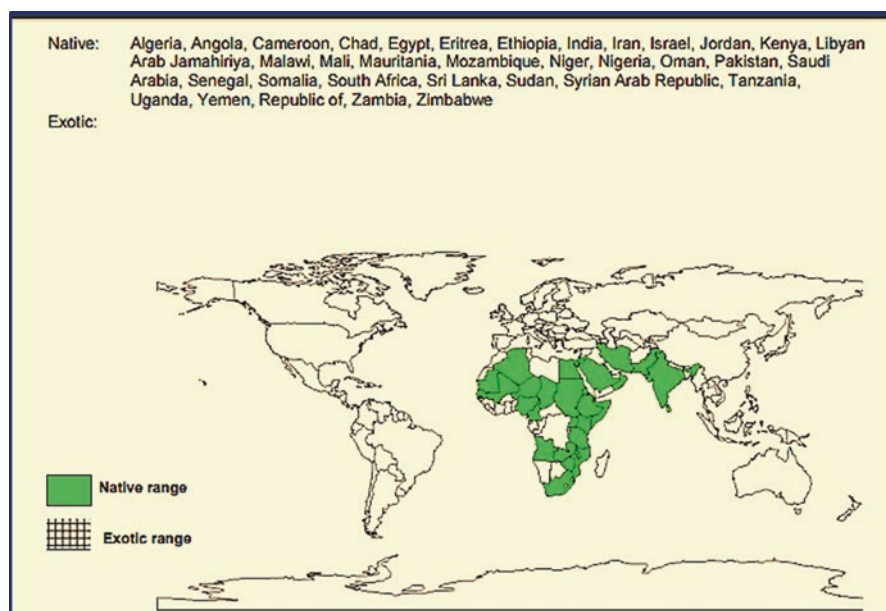 Native: Algeria, Angola, Cameroon, Chad, Egypt, Eritrea, Ethiopia, India, Iran, Israel, Jordan, Kenya, Libyan
Arab Jamahiriya, Malawi, Mali, Mauritania, Mozambique, Niger, Nigeria, Oman, Pakistan, Saudi
Arabia, Senegal, Somalia, South Africa, Sri Lanka, Sudan, Syrian Arab Republic, Tanzania,
Uganda, Yemen, Republic of, Zambia, Zimbabwe
Exotic:
Native range
Exotic range